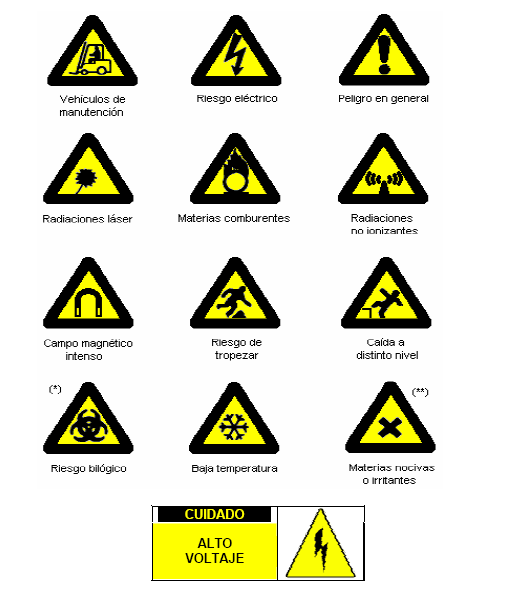 Vehículos de
manutención
Riesgo eléctrico
Peligro en general
Radiaciones láser
Materias comburentes
Radiaciones
no ionizantes
Campo magnético
intenso
Riesgo de
tropezar
Caída a
distinto nivel
(*)
Riesgo bilógico
Baja temperatura
(**)
Materias nocivas
o irritantes
CUIDADO
ALTO
VOLTAJE